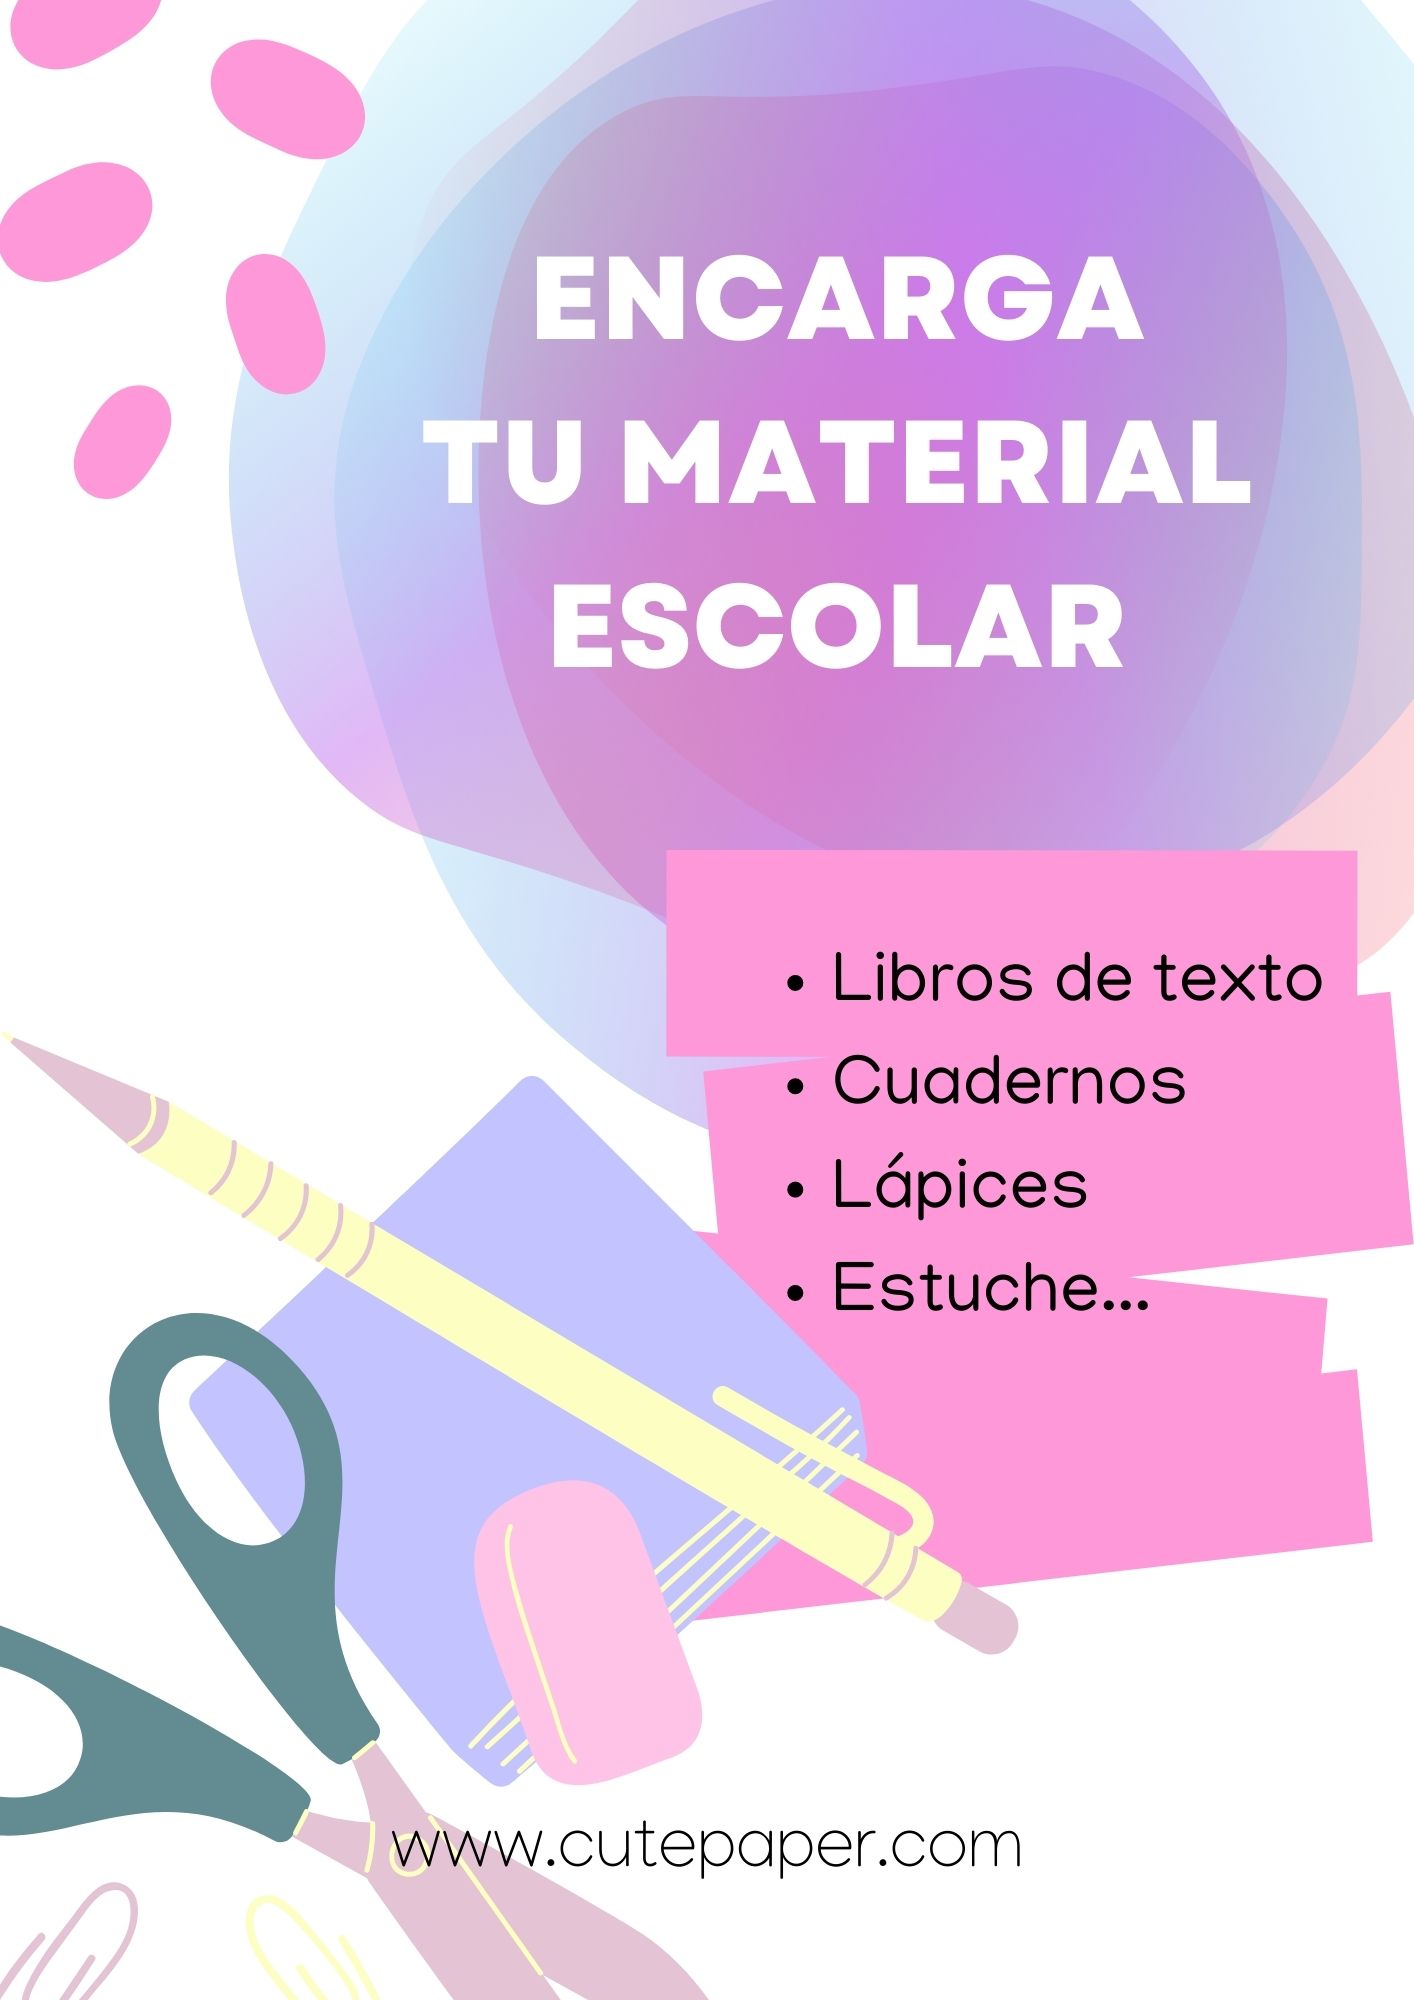 ENCARGA
TU MATERIAL
ESCOLAR
• Libros de texto
• Cuadernos
• Lápices
• Estuche...
www.cutepaper.com